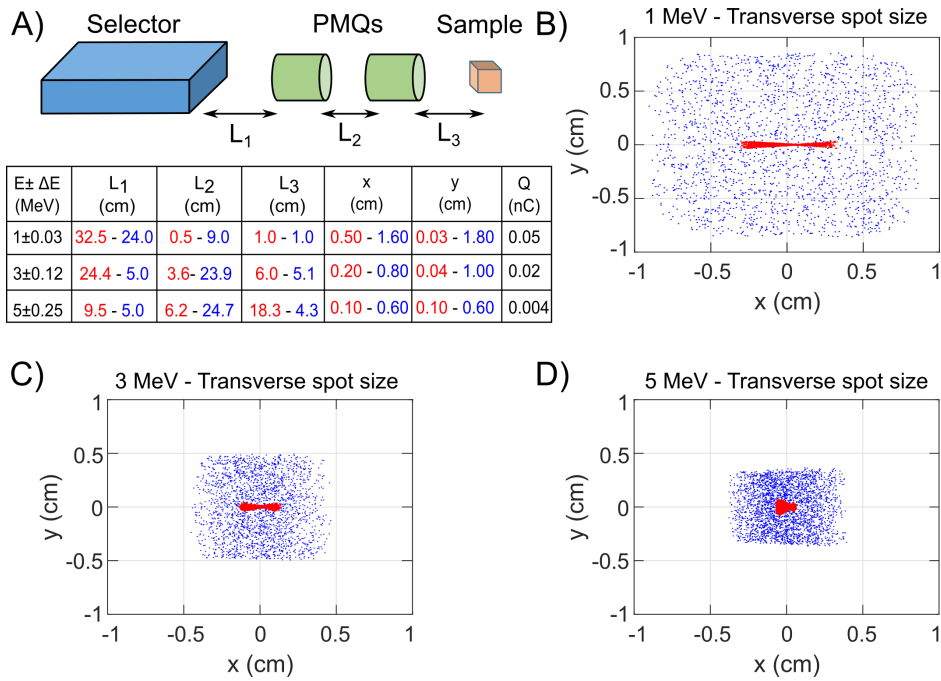 A)
Selector PMQs Sample
L1 L2 L3
E± ΔE (MeV) L1 (cm) L2 (cm) L3 (cm) x (cm) y (cm) Q (nC)
1±0.03 32.5 - 24.0 0.5 - 9.0 1.0 - 1.0 0.50 - 1.60 0.03 - 1.80 0.05
3±0.12 24.4 - 5.0 3.6- 23.9 6.0 - 5.1 0.20 - 0.80 0.04 - 1.00 0.02
5±0.25 9.5 - 5.0 6.2 - 24.7 18.3 - 4.3 0.10 - 0.60 0.10 - 0.60 0.004
B)
1 MeV - Transverse spot size
y (cm)
1
0.5
0
-0.5
-1
-1 -0.5 0 0.5 1
x (cm)
C)
3 MeV - Transverse spot size
y (cm)
1
0.5
0
-0.5
-1
-1 -0.5 0 0.5 1
x (cm)
D)
5 MeV - Transverse spot size
y (cm)
1
0.5
0
-0.5
-1
-1 -0.5 0 0.5 1
x (cm)